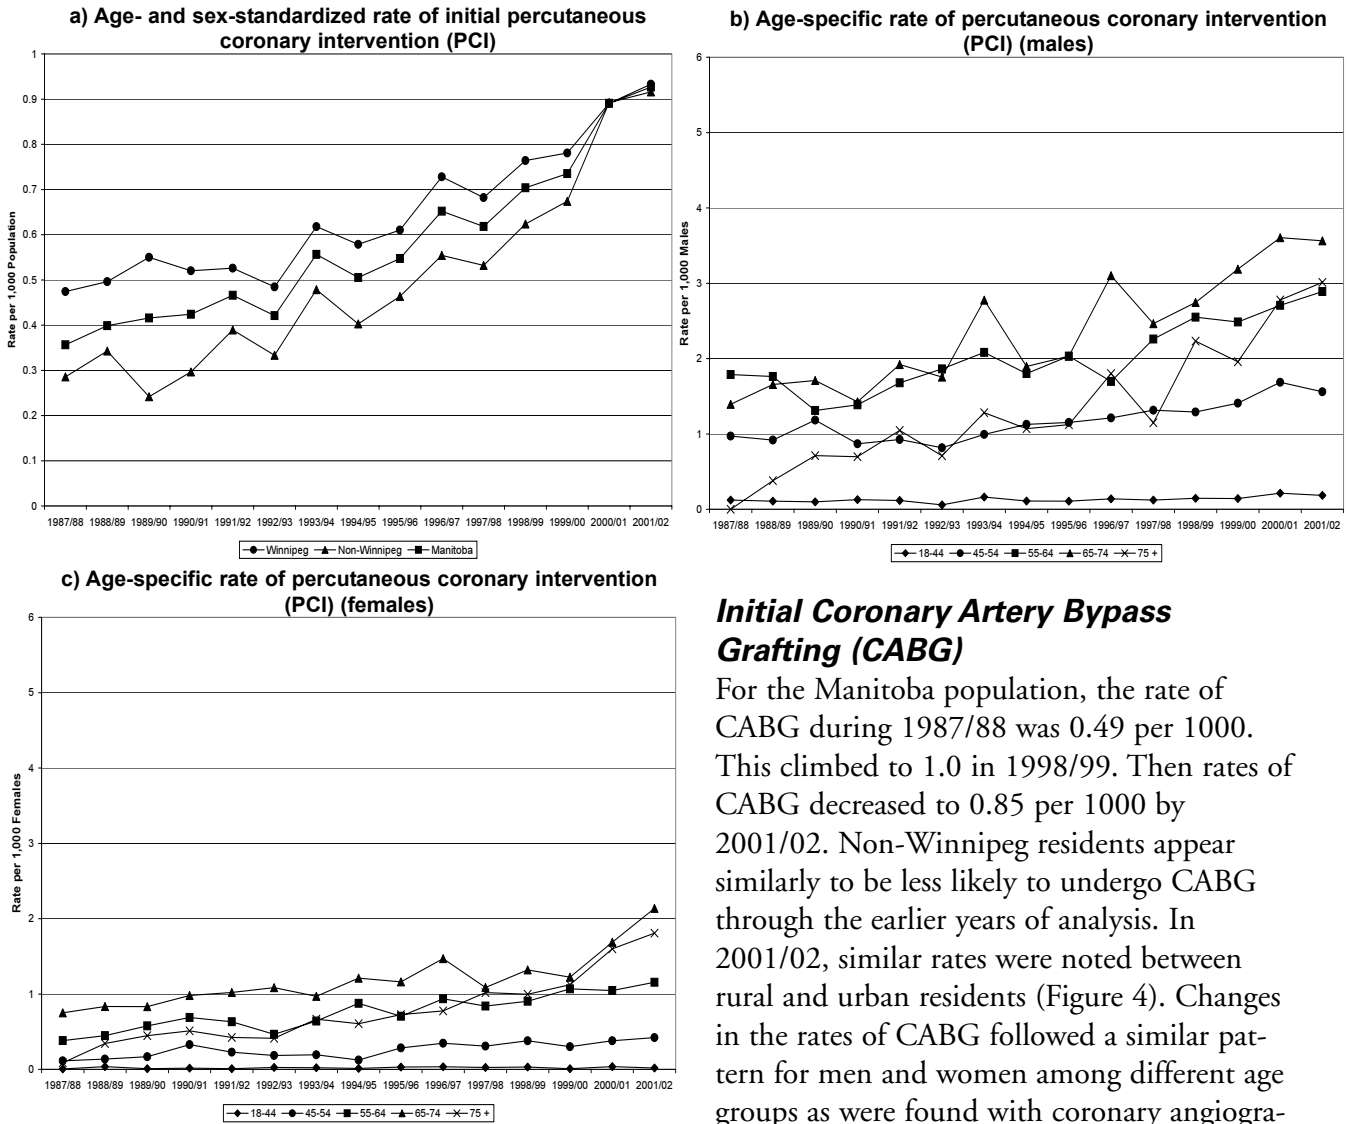 a) Age- and sex-standardized rate of initial percutaneous
coronary intervention (PCI)
1
0.9
0.8
0.7
0.6
0.5
0.4
0.3
0.2
0.1
0
Rate per 1,000 Population
1987/88 1988/89 1989/90 1990/91 1991/92 1992/93 1993/94 1994/95 1995/96 1996/97 1997/98 1998/99 1999/00 2000/01 2001/02
Winnipeg Non-Winnipeg Manitoba
b) Age-specific rate of percutaneous coronary intervention
(PCI) (males)
6
5
4
3
2
1
0
Rate per 1,000 Males
1987/88 1988/89 1989/90 1990/91 1991/92 1992/93 1993/94 1994/95 1995/96 1996/97 1997/98 1998/99 1999/00 2000/01 2001/02
18-44 45-54 55-64 65-74 75 +
c) Age-specific rate of percutaneous coronary intervention
(PCI) (females)
6
5
4
3
2
1
0
Rate per 1,000 Females
1987/88 1988/89 1989/90 1990/91 1991/92 1992/93 1993/94 1994/95 1995/96 1996/97 1997/98 1998/99 1999/00 2000/01 2001/02
18-44 45-54 55-64 65-74 75 +
Initial Coronary Artery Bypass
Grafting (CABG)
For the Manitoba population, the rate of
CABG during 1987/88 was 0.49 per 1000.
This climbed to 1.0 in 1998/99. Then rates of
CABG decreased to 0.85 per 1000 by
2001/02. Non-Winnipeg residents appear
similarly to be less likely to undergo CABG
through the earlier years of analysis. In
2001/02, similar rates were noted between
rural and urban residents (Figure 4). Changes
in the rates of CABG followed a similar pat-
tern for men and women among different age
groups as were found with coronary angiogra-